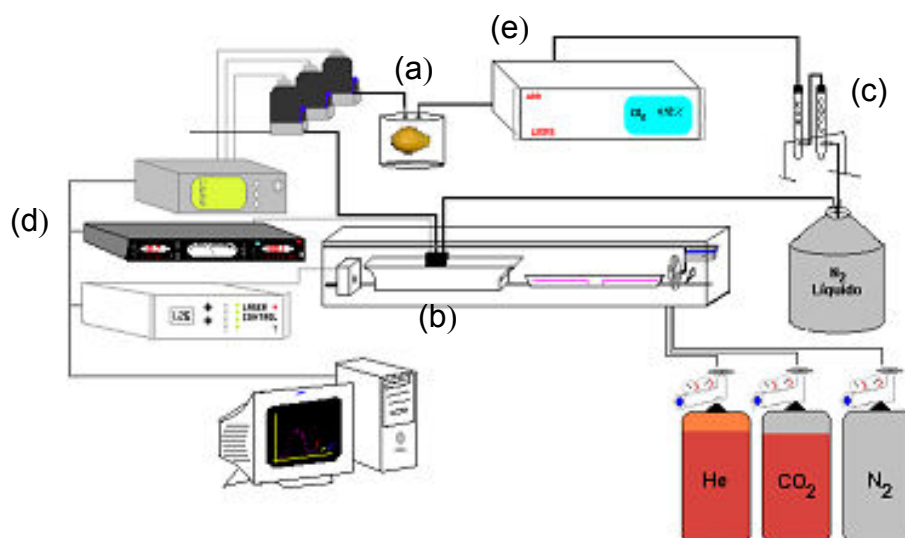 (e)
(a)
(c)
CO2
(d)
LASER
CONTROL
(b)
N2
Líquido
He
CO2
N2